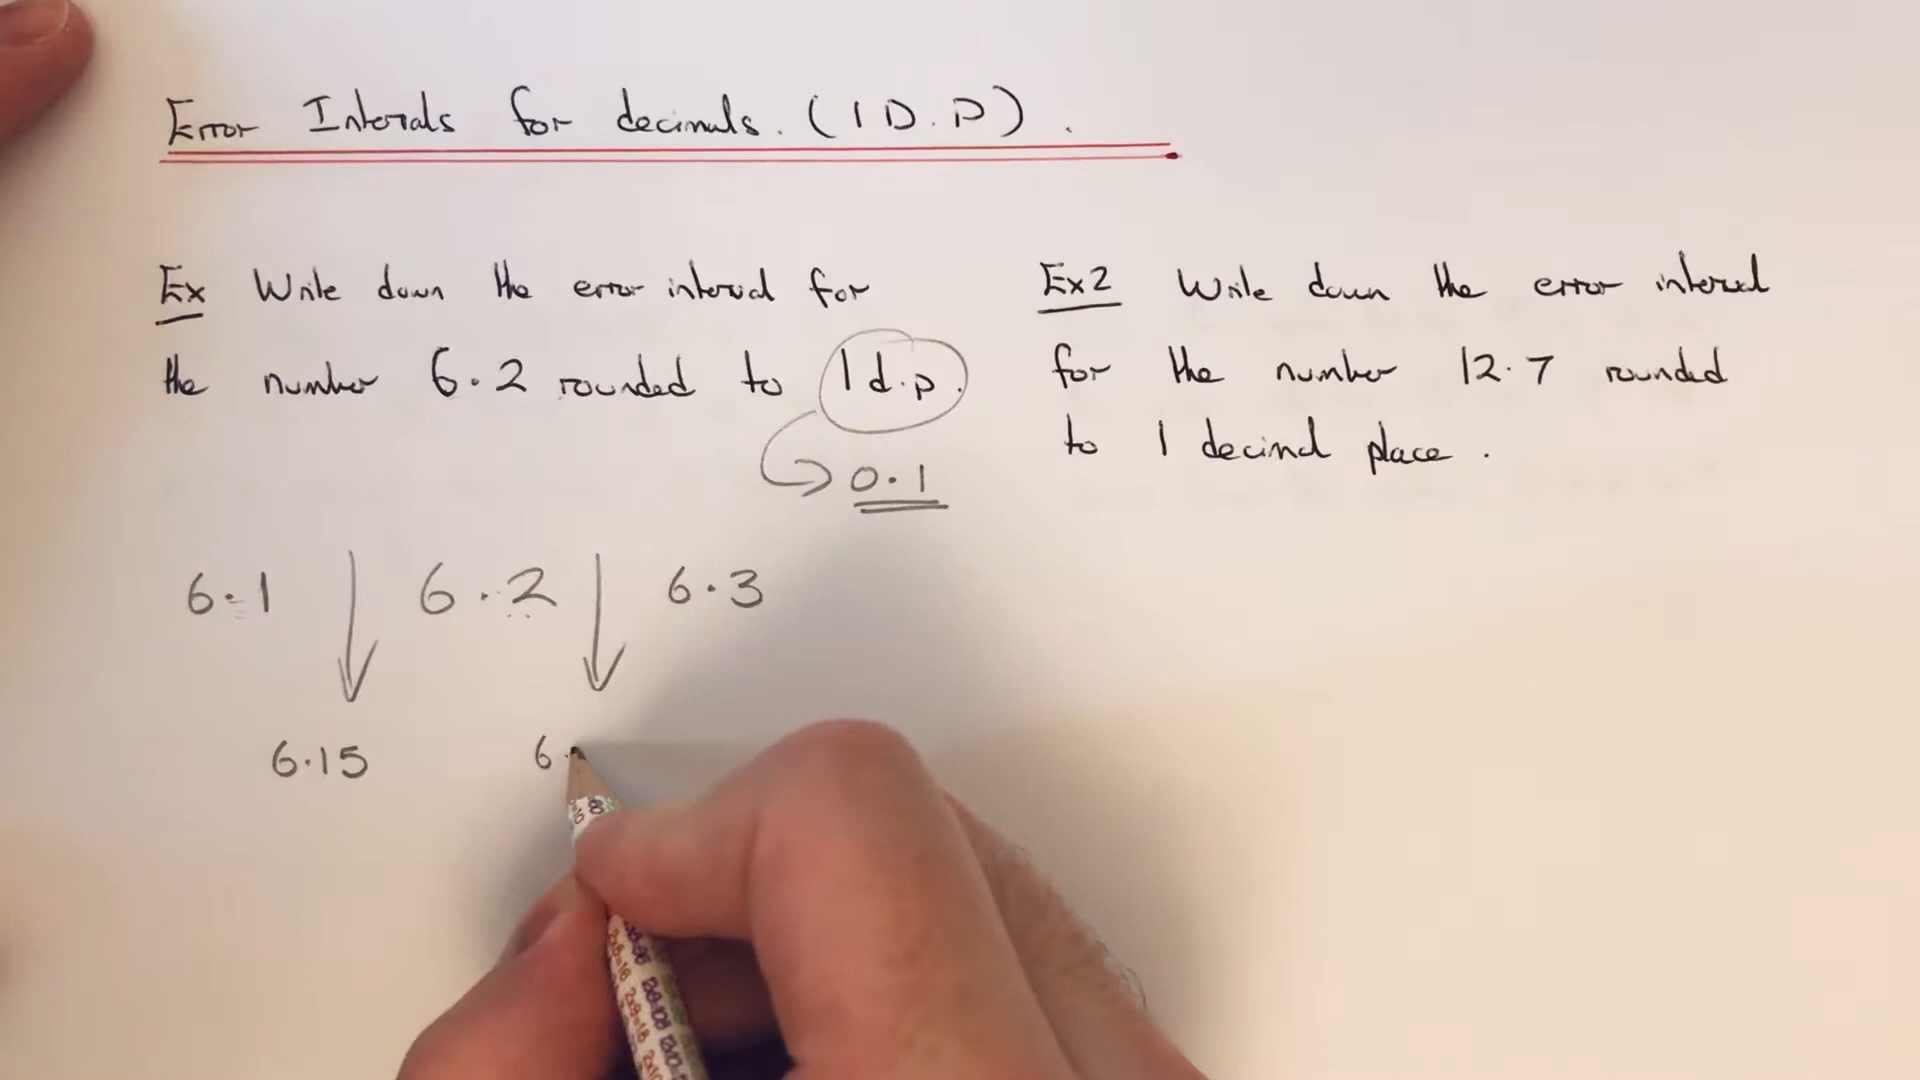 Error Intervals for decimals. (1 D.P).
Ex Write down the error interval for
the number 6.2 rounded to 1 d.p.
0.1
Ex2 Write down the error interval
for the number 12.7 rounded
to 1 decimal place.
6.1 6.2 6.3
6.15 6.